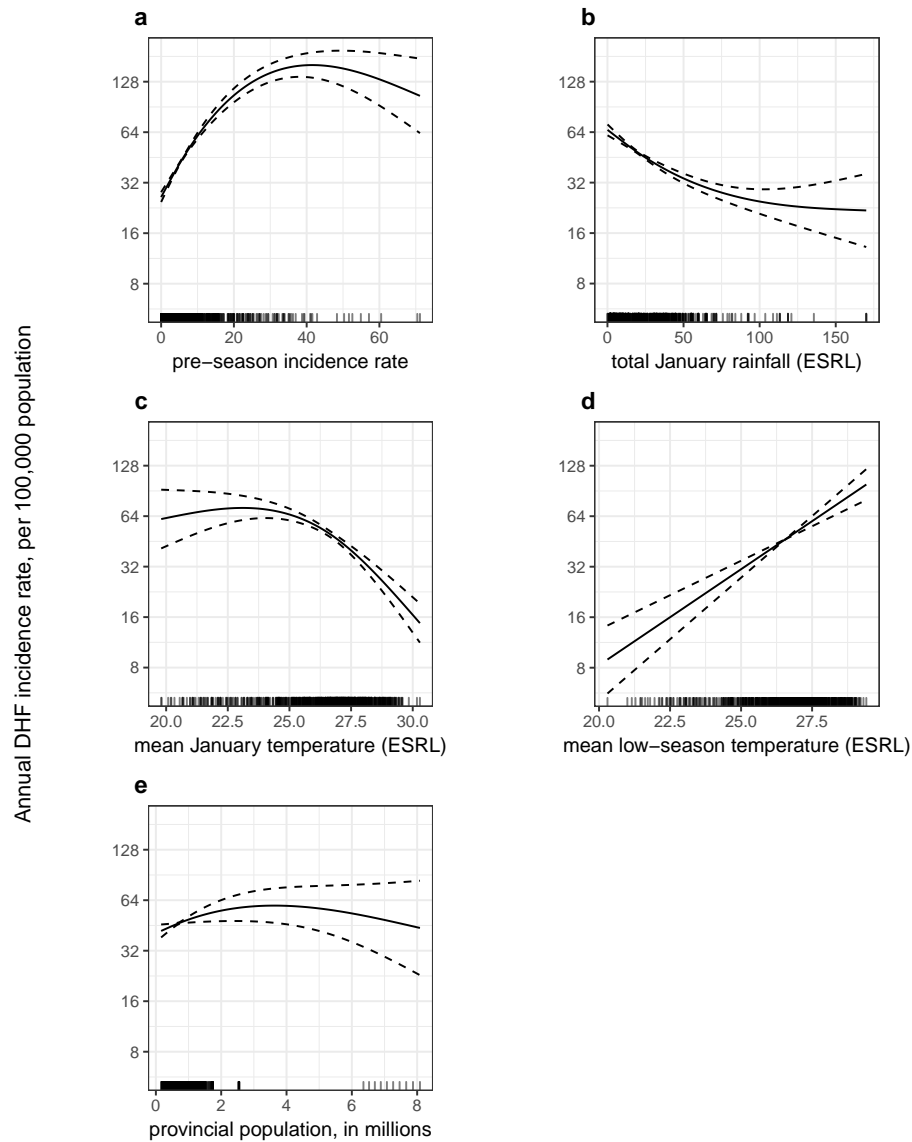 Annual DHF incidence rate, per 100,000 population
a
128
64
32
16
8
0 20 40 60
pre−season incidence rate
b
128
64
32
16
8
0 50 100 150
total January rainfall (ESRL)
c
128
64
32
16
8
20.0 22.5 25.0 27.5 30.0
mean January temperature (ESRL)
d
128
64
32
16
8
20.0 22.5 25.0 27.5
mean low−season temperature (ESRL)
e
128
64
32
16
8
0 2 4 6 8
provincial population, in millions